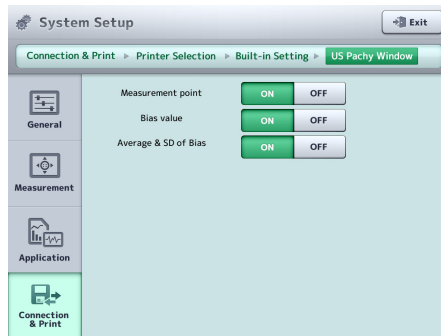 System Setup
Exit
Connection & Print ▶ Printer Selection ▶ Built-in Setting ▶ US Pachy Window
General
Measurement
Application
Connection
& Print
Measurement point ON OFF
Bias value ON OFF
Average & SD of Bias ON OFF